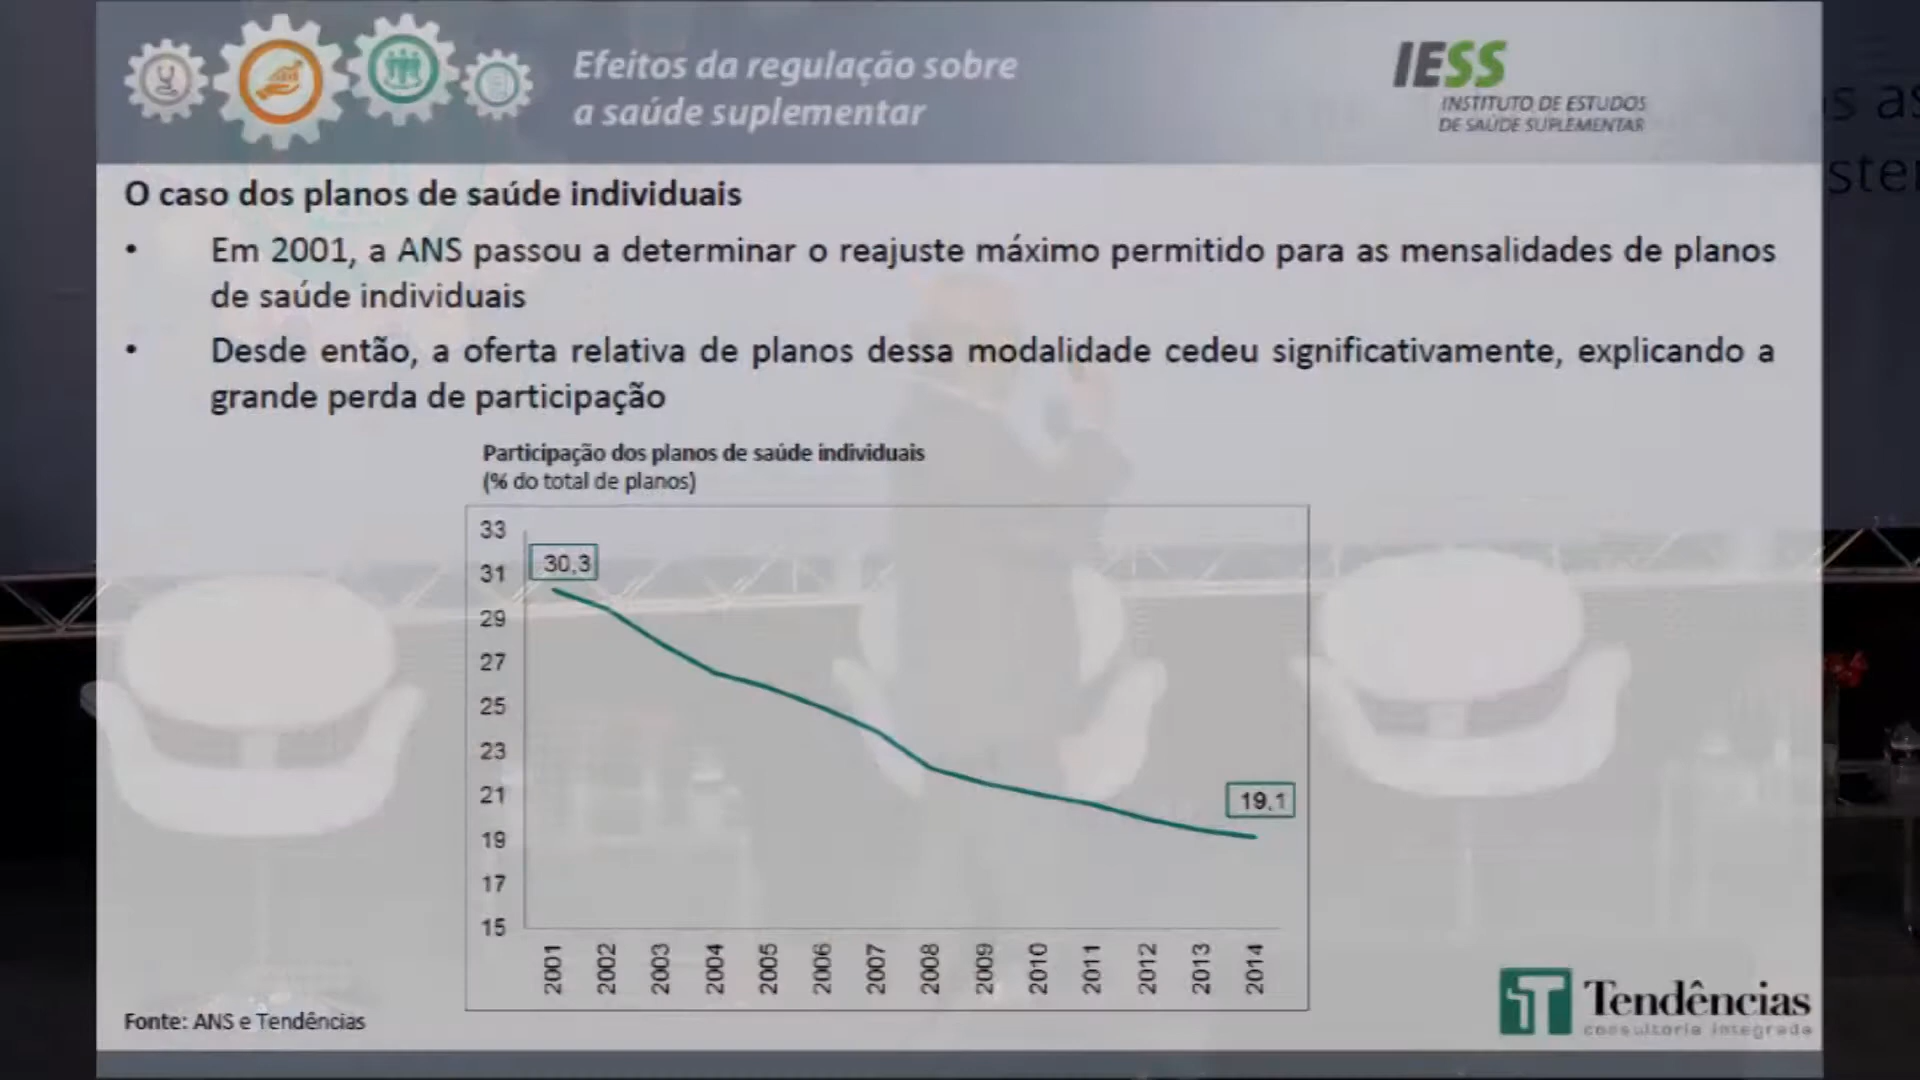 Efeitos da regulação sobre
a saúde suplementar
IESS
INSTITUTO DE ESTUDOS
DE SAÚDE SUPLEMENTAR
O caso dos planos de saúde individuais
• Em 2001, a ANS passou a determinar o reajuste máximo permitido para as mensalidades de planos
de saúde individuais
• Desde então, a oferta relativa de planos dessa modalidade cedeu significativamente, explicando a
grande perda de participação
Participação dos planos de saúde individuais
(% do total de planos)
33
31
29
27
25
23
21
19
17
15
30,3
19,1
2001
2002
2003
2004
2005
2006
2007
2008
2009
2010
2011
2012
2013
2014
Fonte: ANS e Tendências
Tendências
consultoria integrada